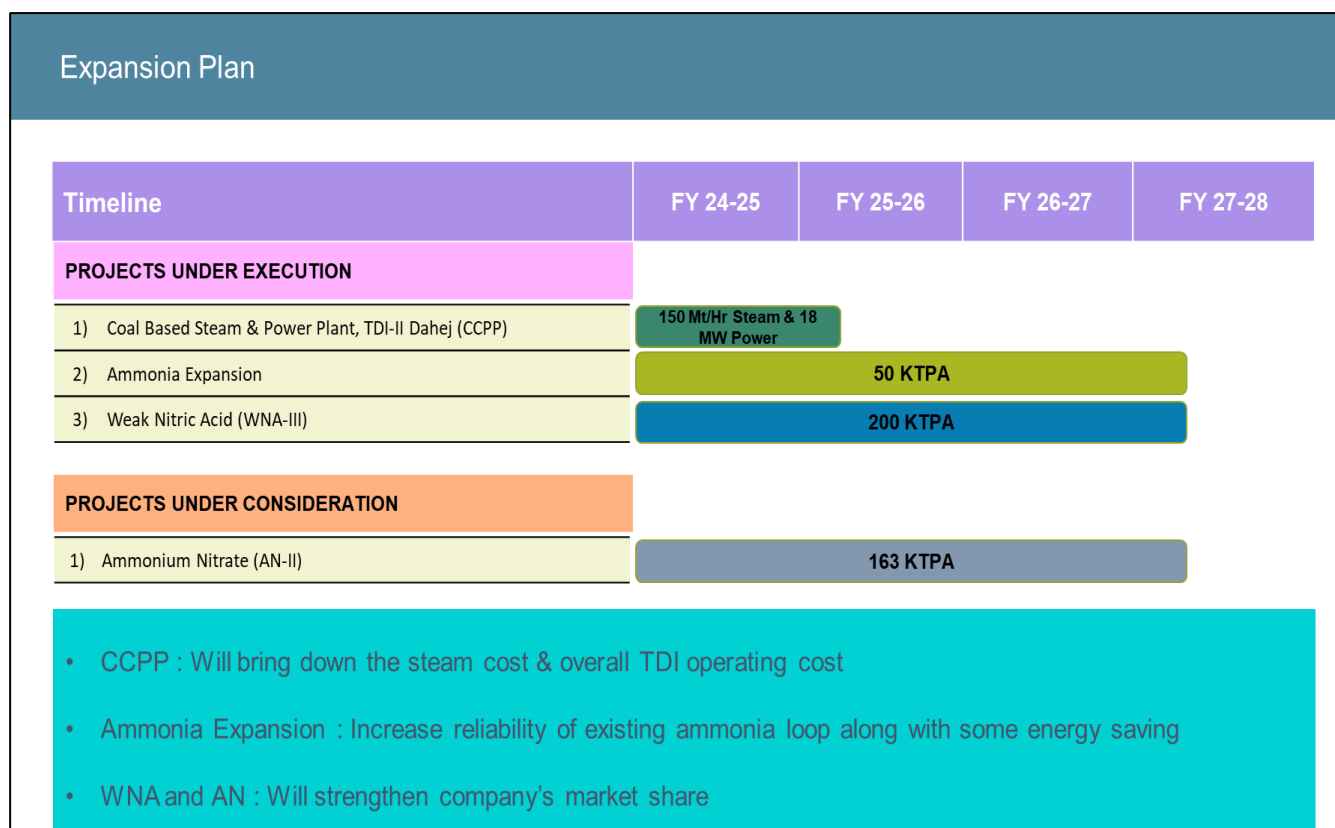 Expansion Plan
Timeline FY 24-25 FY 25-26 FY 26-27 FY 27-28
PROJECTS UNDER EXECUTION
1) Coal Based Steam & Power Plant, TDI-II Dahej (CCPP)
150 Mt/Hr Steam & 18
MW Power
2) Ammonia Expansion 50 KTPA
3) Weak Nitric Acid (WNA-III) 200 KTPA
PROJECTS UNDER CONSIDERATION
1) Ammonium Nitrate (AN-II) 163 KTPA
• CCPP : Will bring down the steam cost & overall TDI operating cost
• Ammonia Expansion : Increase reliability of existing ammonia loop along with some energy saving
• WNA and AN : Will strengthen company's market share